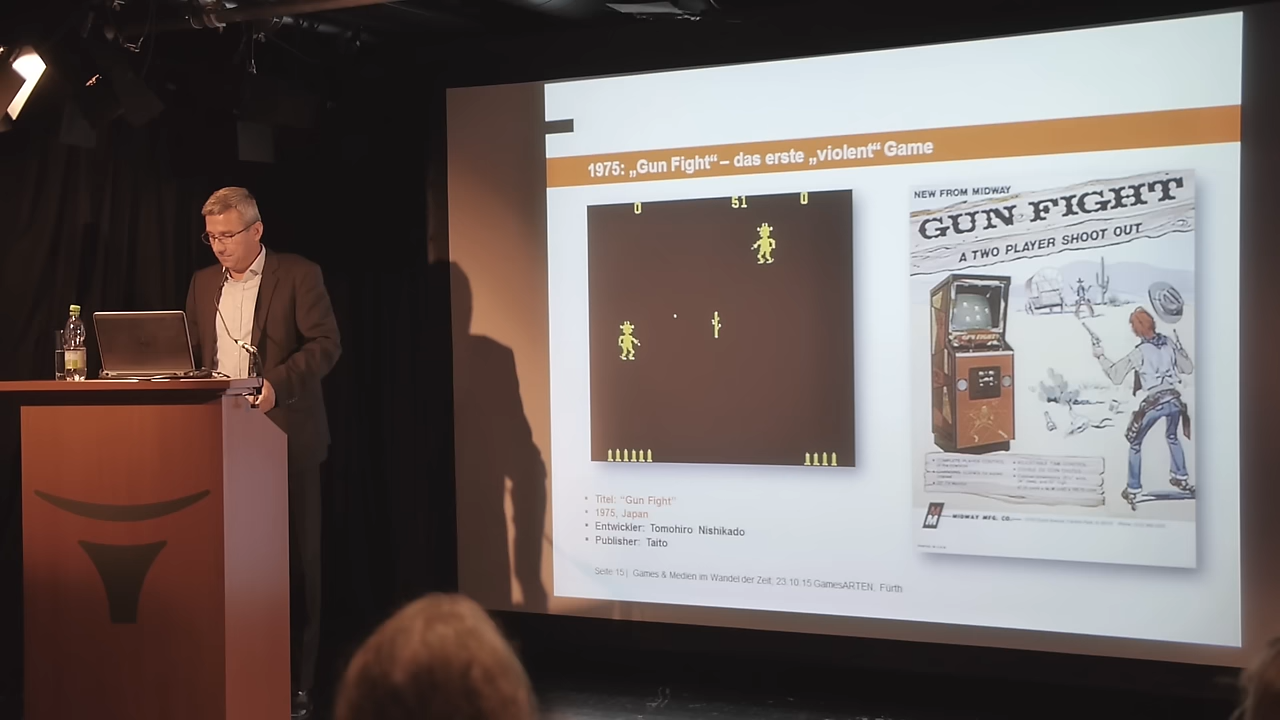 1975: „Gun Fight“ – das erste „violent“ Game
0 51 0
NEW FROM MIDWAY
GUN FIGHT
A TWO PLAYER SHOOT OUT
GUN FIGHT
MIDWAY MFG. CO.
• Titel: “Gun Fight”
• 1975, Japan
• Entwickler: Tomohiro Nishikado
• Publisher: Taito
Seite 15 | Games & Medien im Wandel der Zeit, 23.10.15 GamesARTEN, Fürth